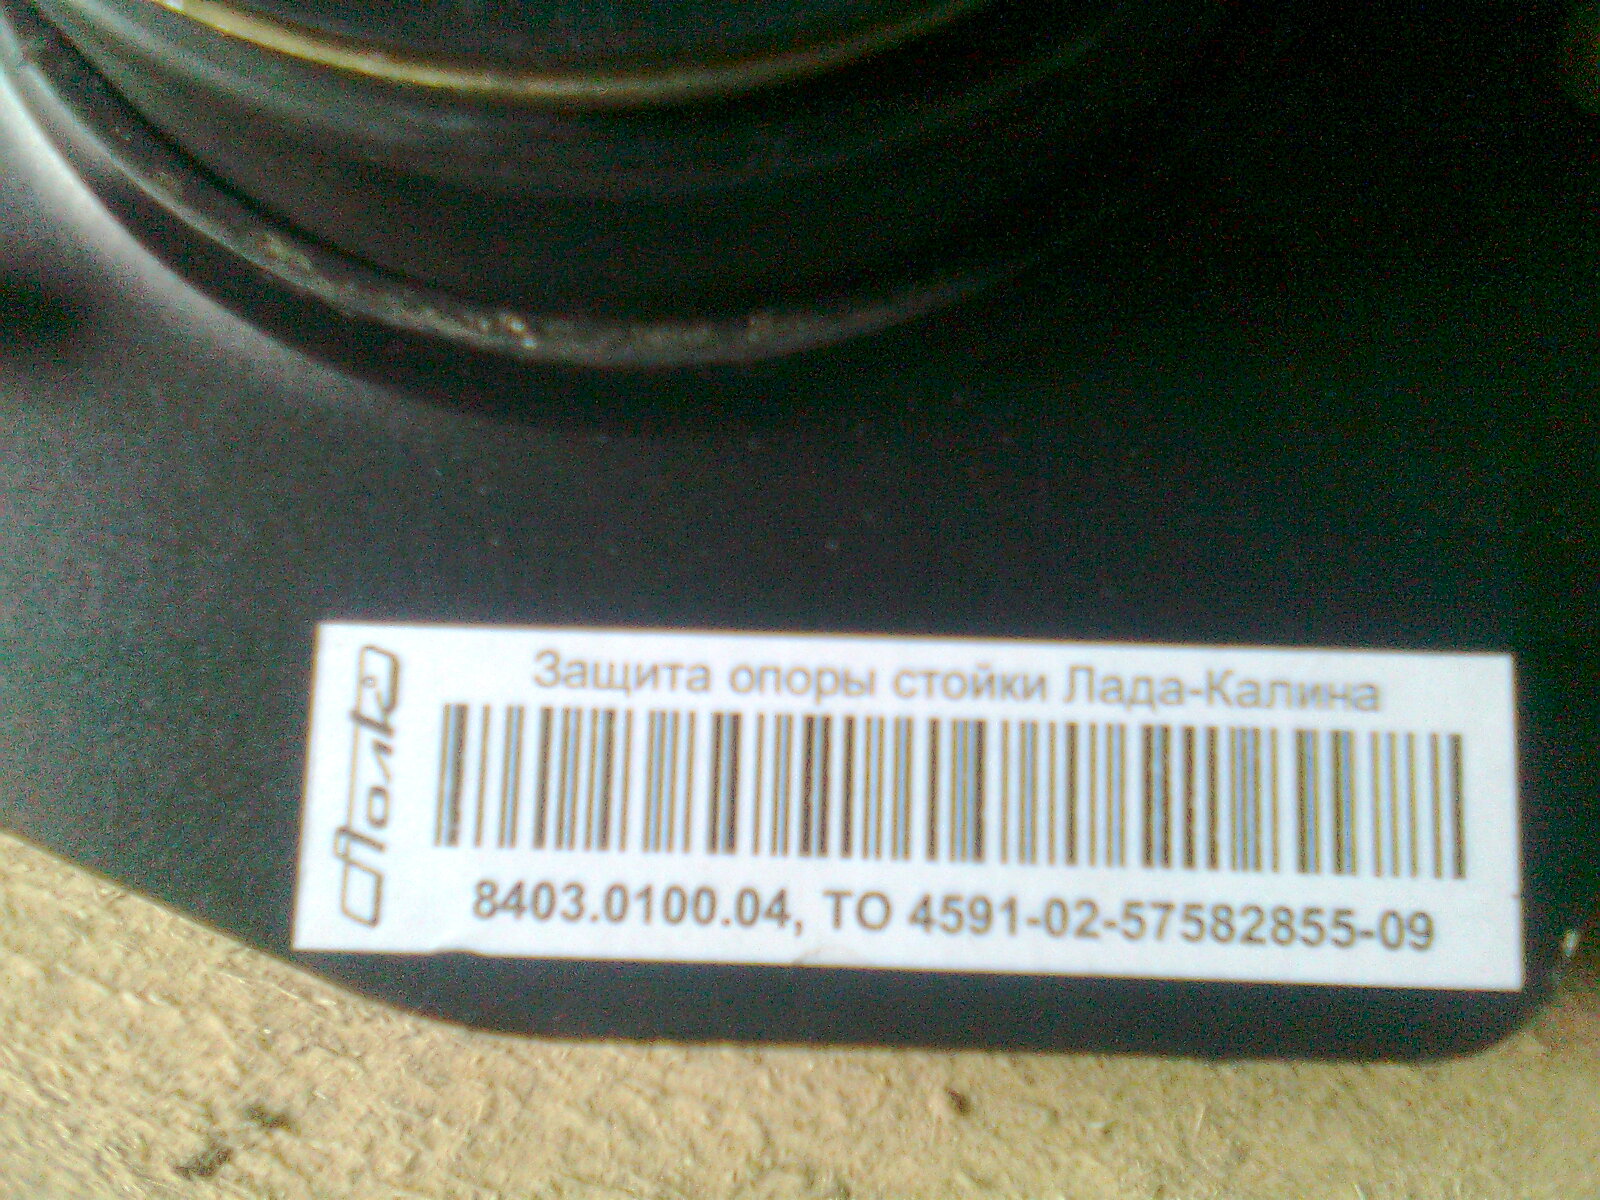 Защита опоры стойки Лада-Калина
8403.0100.04, ТО 4591-02-57582855-09